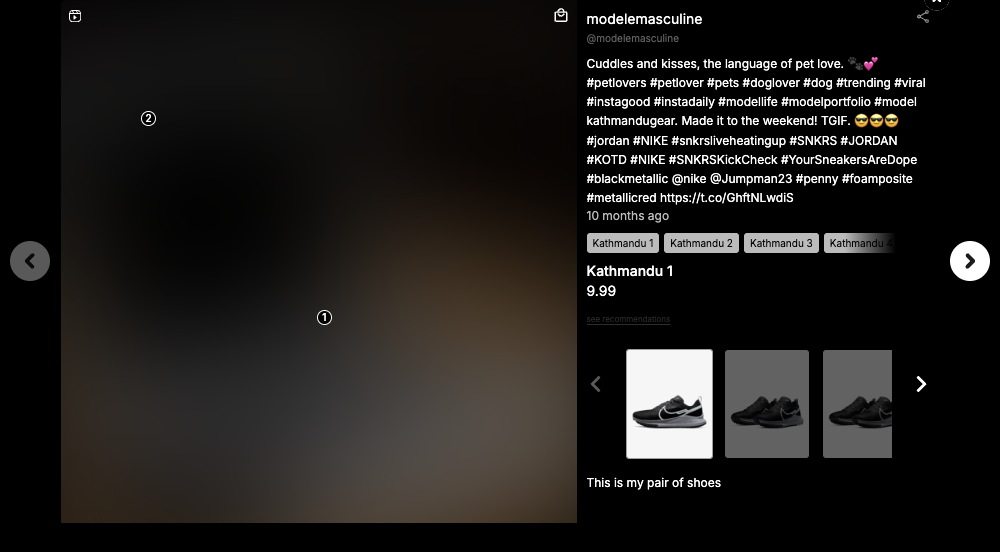 modelemasculine
@modelemasculine
Cuddles and kisses, the language of pet love. 🐾💕
#petlovers #petlover #pets #doglover #dog #trending #viral
#instagood #instadaily #modellife #modelportfolio #model
kathmandugear. Made it to the weekend! TGIF. 😎😎😎
#jordan #NIKE #snkrsliveheatingup #SNKRS #JORDAN
#KOTD #NIKE #SNKRSKickCheck #YourSneakersAreDope
#blackmetallic @nike @Jumpman23 #penny #foamposite
#metallicred https://t.co/GhftNLwdiS
10 months ago
2
Kathmandu 1 Kathmandu 2 Kathmandu 3 Kathmandu 4
Kathmandu 1
9.99
1
see recommendations
This is my pair of shoes